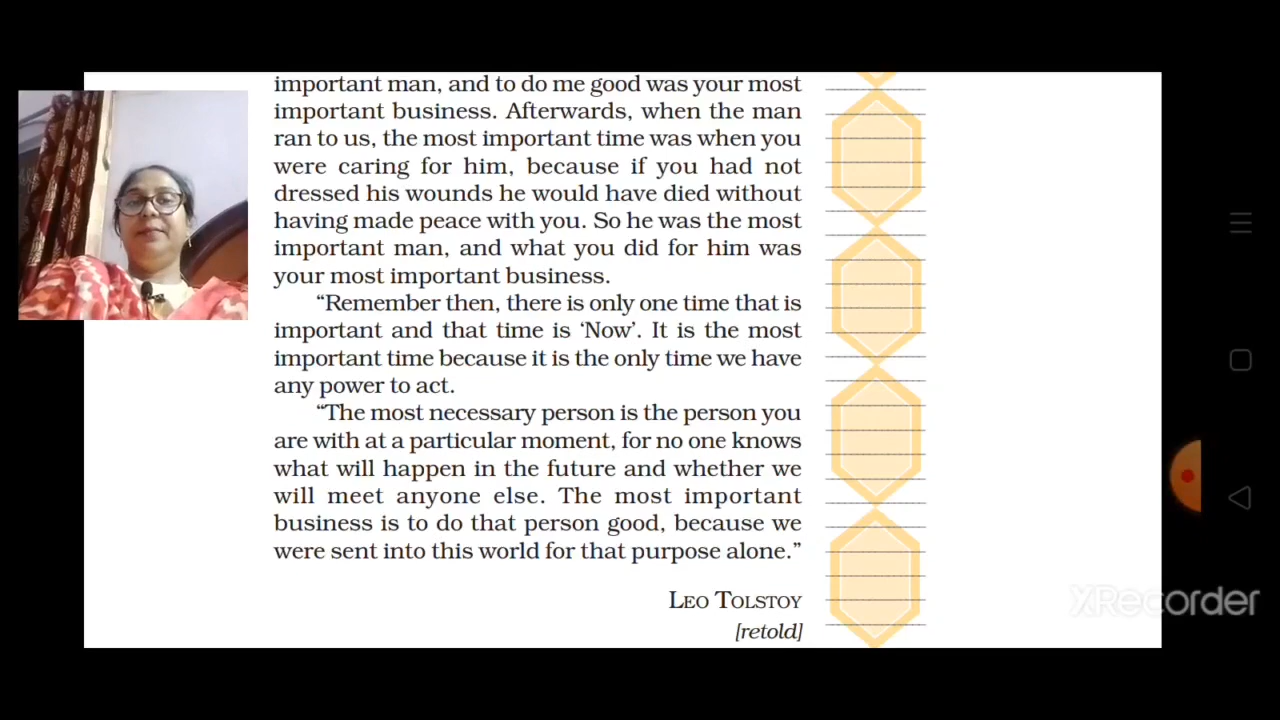 important man, and to do me good was your most
important business. Afterwards, when the man
ran to us, the most important time was when you
were caring for him, because if you had not
dressed his wounds he would have died without
having made peace with you. So he was the most
important man, and what you did for him was
your most important business.
“Remember then, there is only one time that is
important and that time is ‘Now’. It is the most
important time because it is the only time we have
any power to act.
“The most necessary person is the person you
are with at a particular moment, for no one knows
what will happen in the future and whether we
will meet anyone else. The most important
business is to do that person good, because we
were sent into this world for that purpose alone.”
LEO TOLSTOY
[retold]
XRecorder